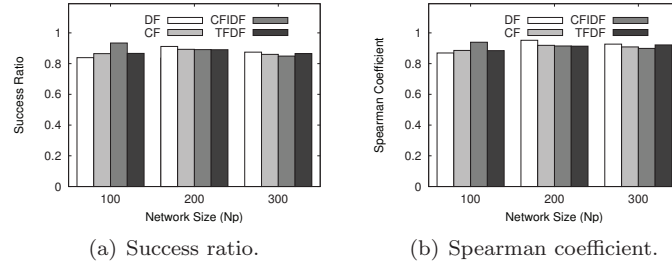 DF CFIDF
CF TFDF
1
0.8
0.6
0.4
0.2
0
Success Ratio
100 200 300
Network Size (Np)
(a) Success ratio.
DF CFIDF
CF TFDF
1
0.8
0.6
0.4
0.2
0
Spearman Coefficient
100 200 300
Network Size (Np)
(b) Spearman coefficient.